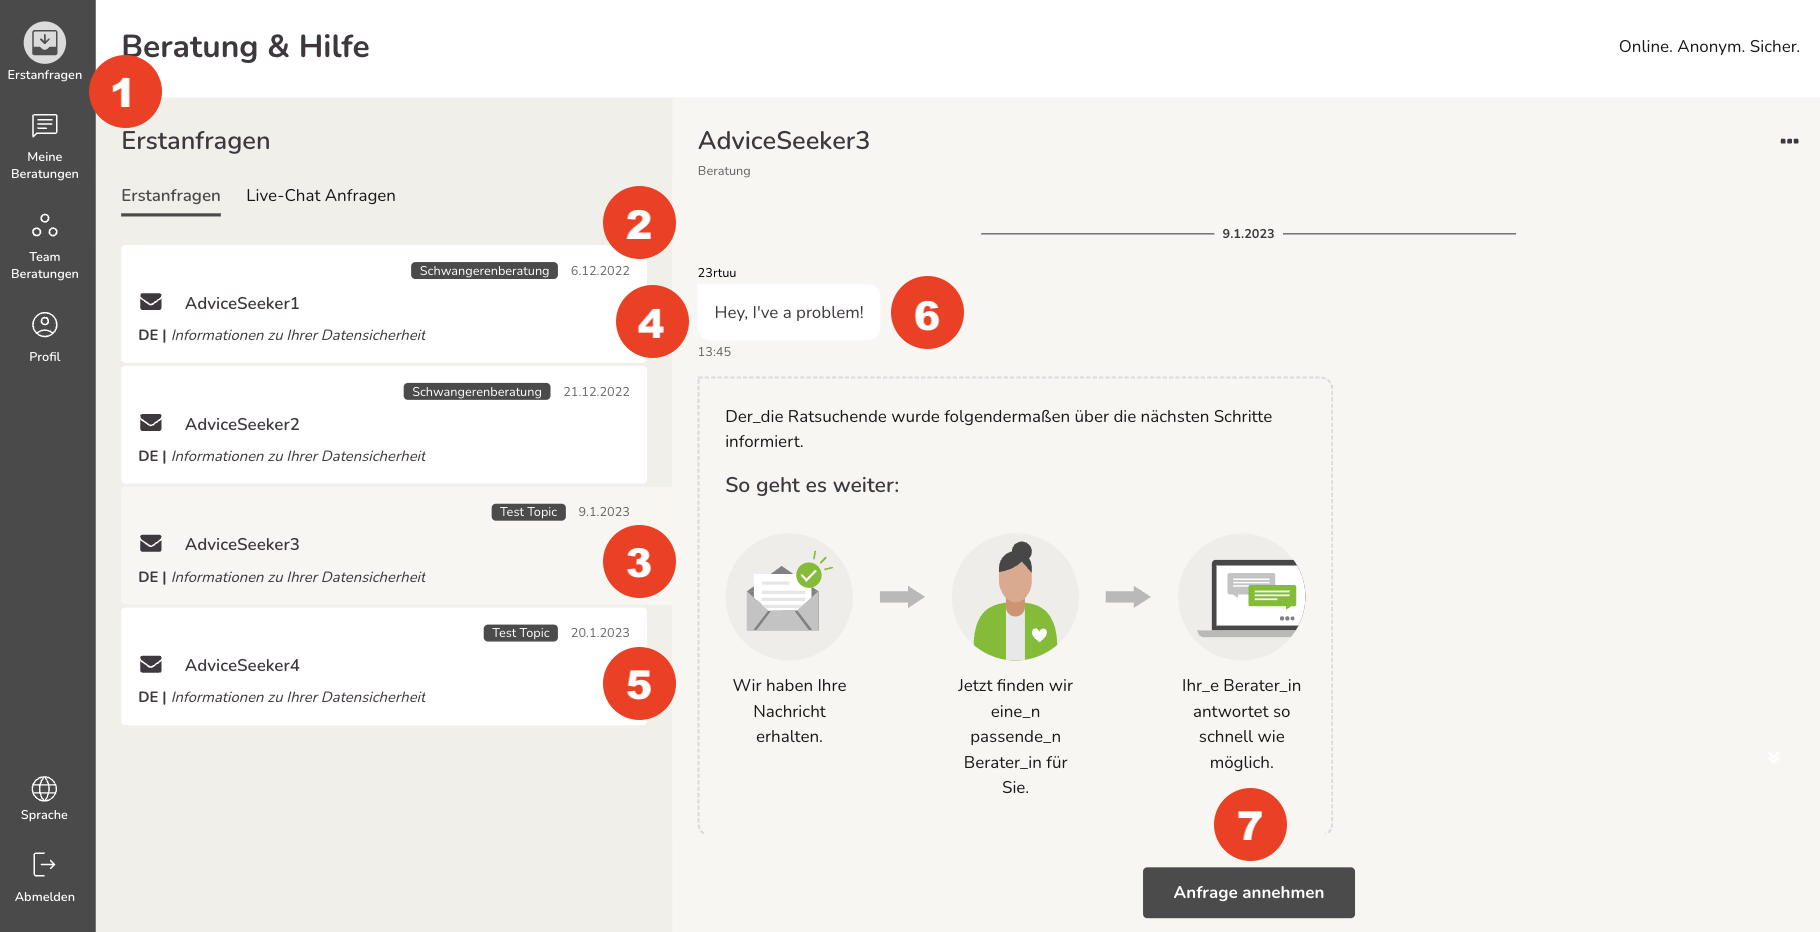 Erstanfragen
Meine
Beratungen
Team
Beratungen
Profil
Sprache
Abmelden
Beratung & Hilfe
Online. Anonym. Sicher.
1
Erstanfragen
Erstanfragen
Live-Chat Anfragen
2
Schwangerenberatung
6.12.2022
AdviceSeeker1
DE | Informationen zu Ihrer Datensicherheit
4
Schwangerenberatung
21.12.2022
AdviceSeeker2
DE | Informationen zu Ihrer Datensicherheit
Test Topic
9.1.2023
AdviceSeeker3
DE | Informationen zu Ihrer Datensicherheit
3
Test Topic
20.1.2023
AdviceSeeker4
DE | Informationen zu Ihrer Datensicherheit
5
AdviceSeeker3
Beratung
9.1.2023
23rtuu
Hey, I've a problem!
6
13:45
Der_die Ratsuchende wurde folgendermaßen über die nächsten Schritte
informiert.
So geht es weiter:
Wir haben Ihre
Nachricht
erhalten.
Jetzt finden wir
eine_n
passende_n
Berater_in für
Sie.
Ihr_e Berater_in
antwortet so
schnell wie
möglich.
7
Anfrage annehmen